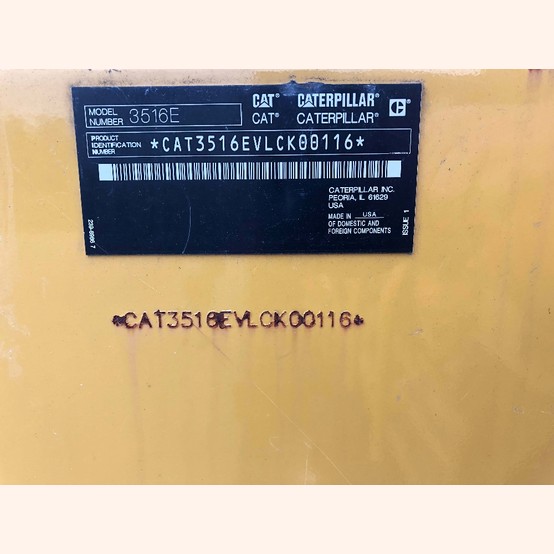 MODEL NUMBER 3516E
CAT® CATERPILLAR® C
CAT® CATERPILLAR®
PRODUCT IDENTIFICATION NUMBER *CAT3516EVLCK00116*
CATERPILLAR INC.
PEORIA, IL 61629
USA
MADE IN USA
OF DOMESTIC AND
FOREIGN COMPONENTS
ISSUE 1
*CAT3516EVLCK00116*